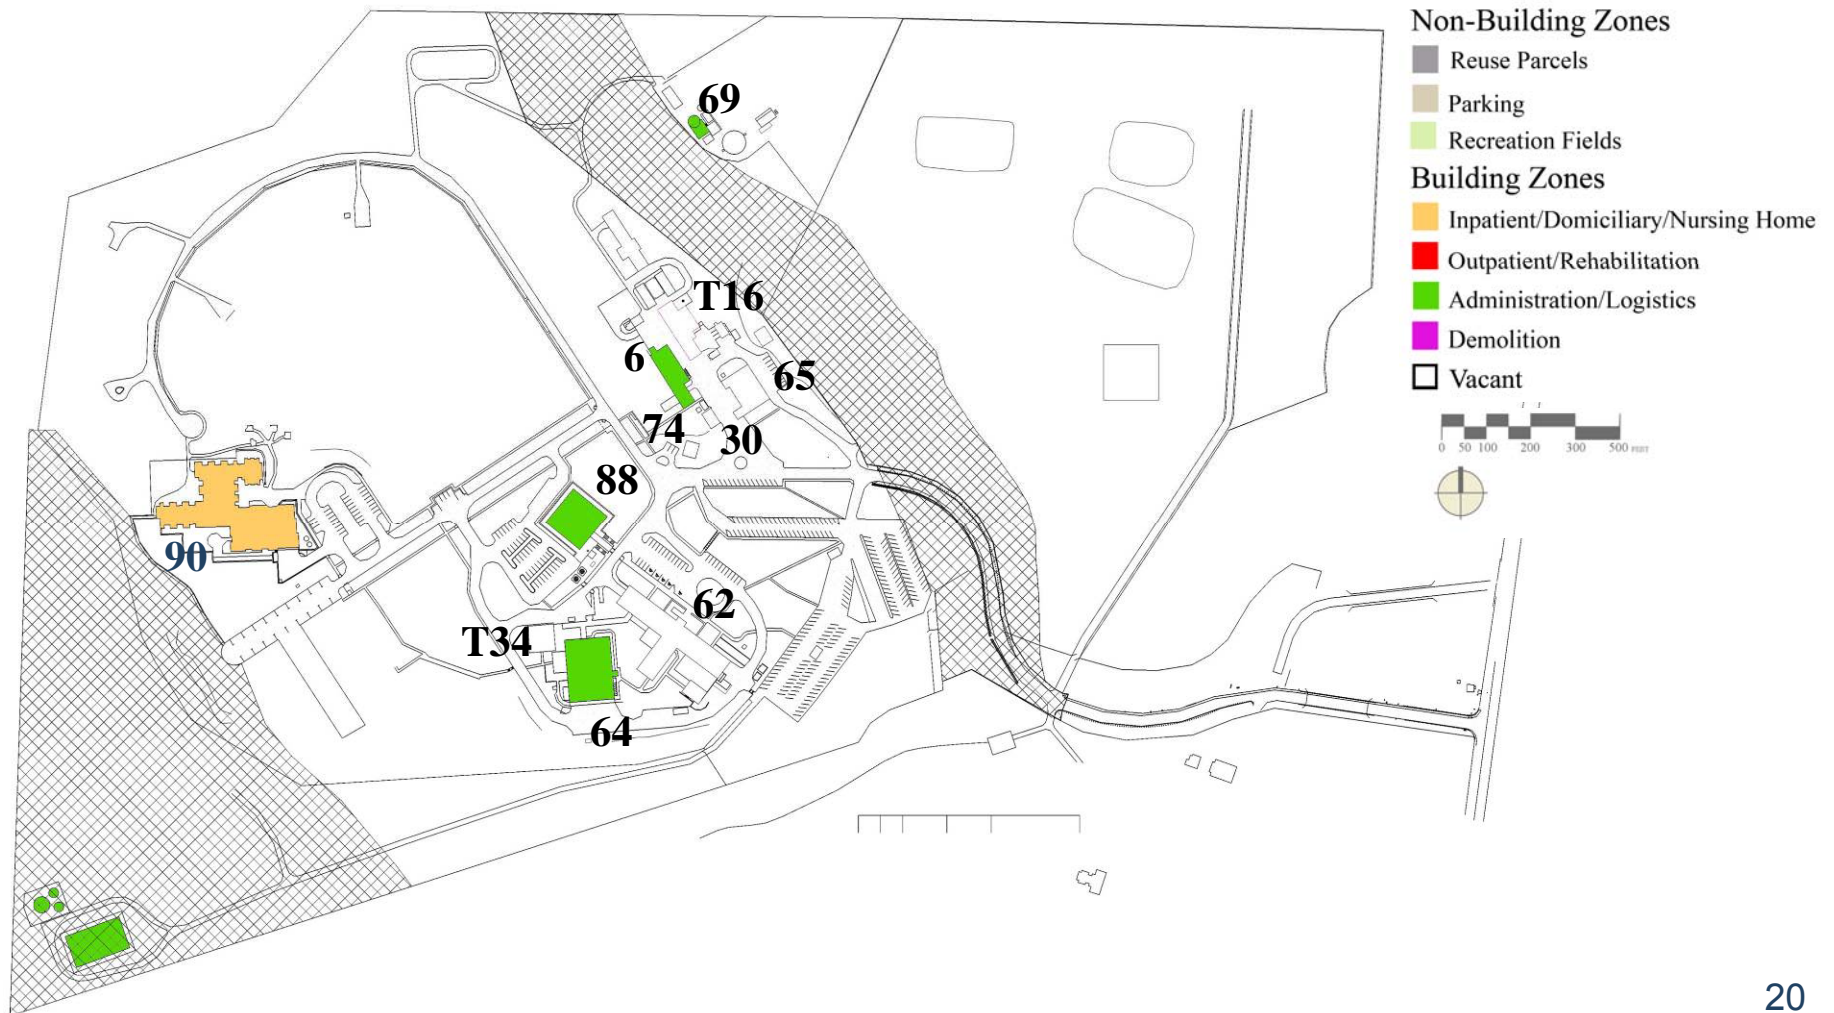 Non-Building Zones
Reuse Parcels
Parking
Recreation Fields
Building Zones
Inpatient/Domiciliary/Nursing Home
Outpatient/Rehabilitation
Administration/Logistics
Demolition
Vacant
0 50 100 200 300 500 FEET
69
T16
6
65
74
30
88
90
62
T34
64
20